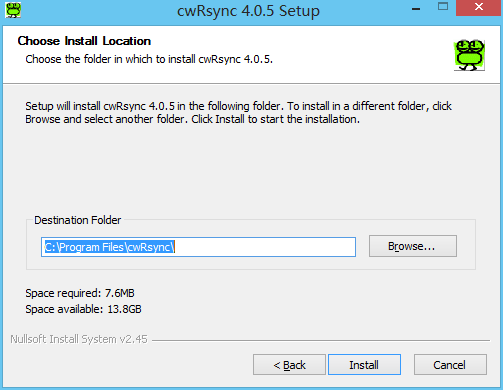 cwRsync 4.0.5 Setup
Choose Install Location
Choose the folder in which to install cwRsync 4.0.5.
Setup will install cwRsync 4.0.5 in the following folder. To install in a different folder, click
Browse and select another folder. Click Install to start the installation.
Destination Folder
C:\Program Files\cwRsync\
Browse...
Space required: 7.6MB
Space available: 13.8GB
Nullsoft Install System v2.45
< Back
Install
Cancel